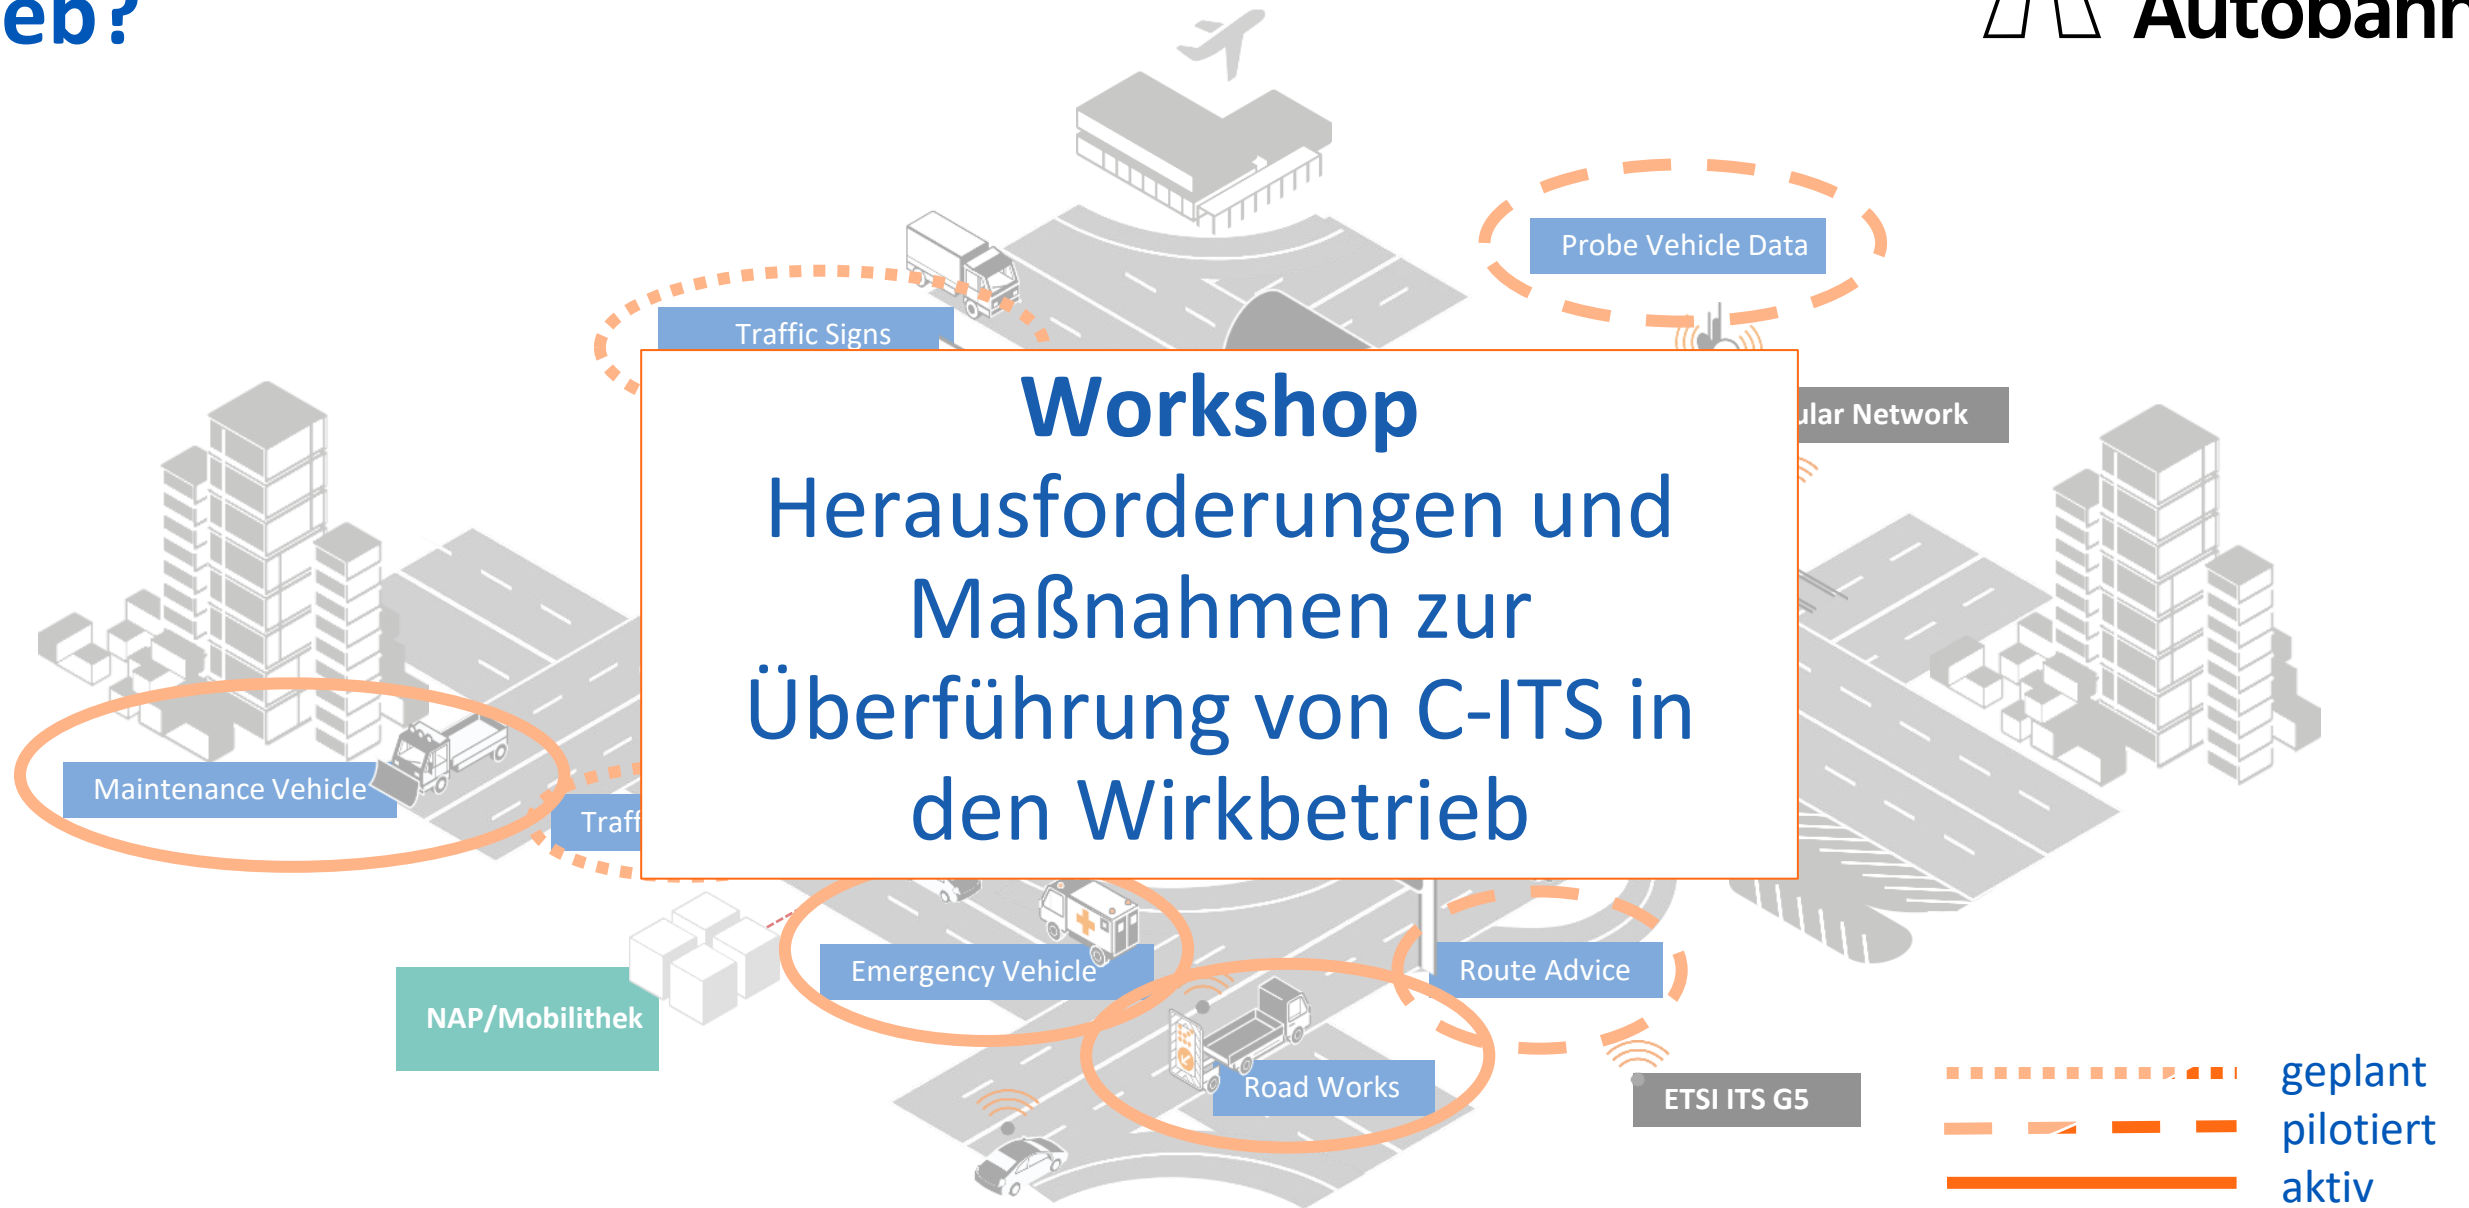 eb?
Autobahn
Probe Vehicle Data
Traffic Signs
ular Network
Workshop
Herausforderungen und
Maßnahmen zur
Überführung von C-ITS in
den Wirkbetrieb
Maintenance Vehicle
Traff
Emergency Vehicle
Route Advice
NAP/Mobilithek
Road Works
ETSI ITS G5
geplant
pilotiert
aktiv